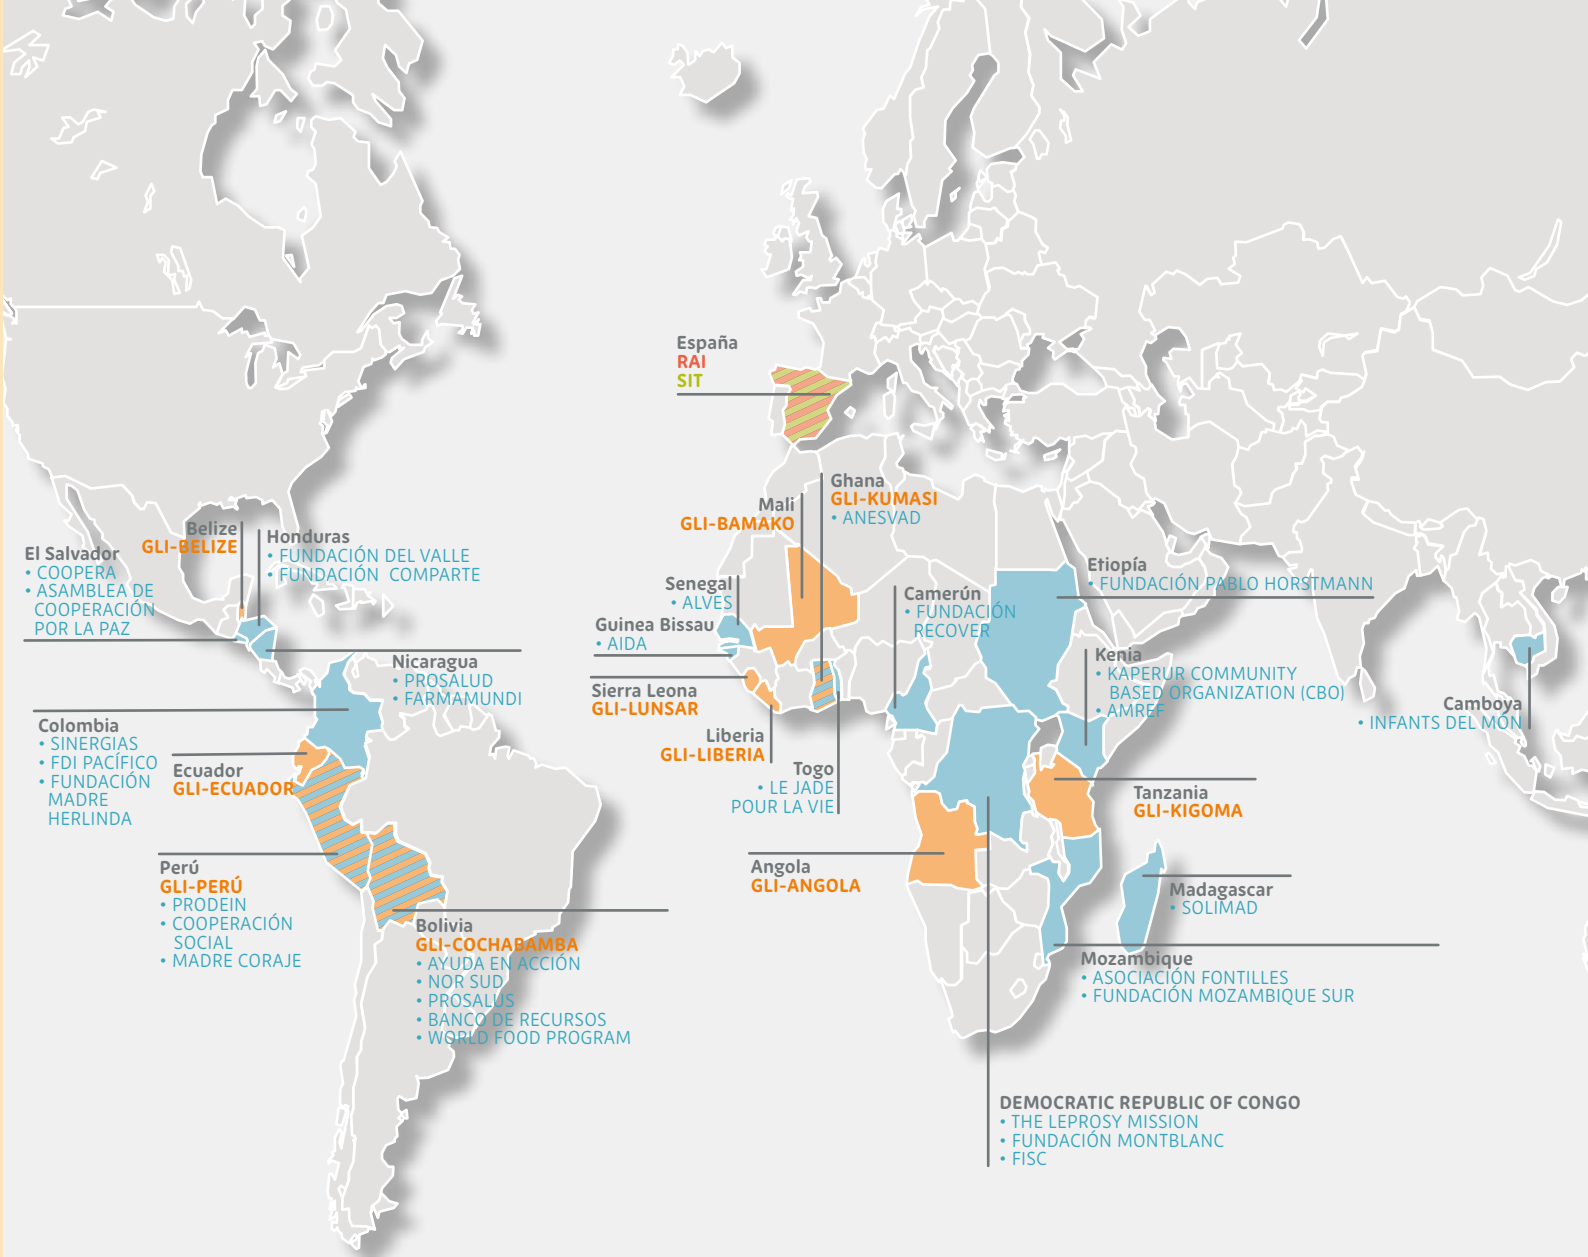 España
RAI
SIT
Ghana
GLI-KUMASI
• ANESVAD
Mali
GLI-BAMAKO
Belize
GLI-BELIZE
Honduras
• FUNDACIÓN DEL VALLE
• FUNDACIÓN COMPARTE
El Salvador
• COOPERA
• ASAMBLEA DE
COOPERACIÓN
POR LA PAZ
Senegal
• ALVES
Guinea Bissau
• AIDA
Camerún
• FUNDACIÓN
RECOVER
Etiopía
• FUNDACIÓN PABLO HORSTMANN
Nicaragua
• PROSALUD
• FARMAMUNDI
Sierra Leona
GLI-LUNSAR
Kenia
• KAPERUR COMMUNITY
BASED ORGANIZATION (CBO)
• AMREF
Camboya
• INFANTS DEL MÓN
Colombia
• SINERGIAS
• FDI PACÍFICO
• FUNDACIÓN
MADRE
HERLINDA
Ecuador
GLI-ECUADOR
Liberia
GLI-LIBERIA
Togo
• LE JADE
POUR LA VIE
Tanzania
GLI-KIGOMA
Perú
GLI-PERÚ
• PRODEIN
• COOPERACIÓN
SOCIAL
• MADRE CORAJE
Angola
GLI-ANGOLA
Madagascar
• SOLIMAD
Bolivia
GLI-COCHABAMBA
• AYUDA EN ACCIÓN
• NOR SUD
• PROSALUS
• BANCO DE RECURSOS
• WORLD FOOD PROGRAM
Mozambique
• ASOCIACIÓN FONTILLES
• FUNDACIÓN MOZAMBIQUE SUR
DEMOCRATIC REPUBLIC OF CONGO
• THE LEPROSY MISSION
• FUNDACIÓN MONTBLANC
• FISC